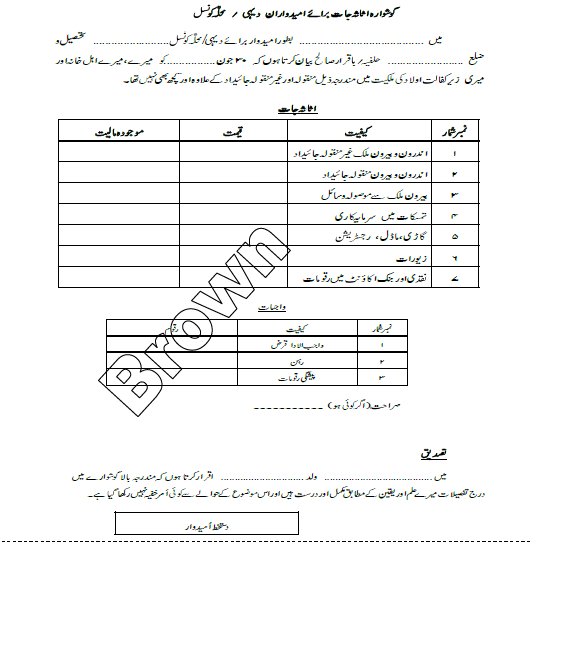 گوشوارہ اثاثہ جات برائے امیدواران دیہی / محلہ کونسل
میں ........................................ بطور امیدوار برائے دیہی/محلہ کونسل ........................ تحصیل و
ضلع ........................ حلفیہ/ باقرار صالح بیان کرتا ہوں کہ ۳۰ جون ................ کو میرے، میرے اہل خانہ اور
میری زیر کفالت اولاد کی ملکیت میں مندرجہ ذیل منقولہ اور غیر منقولہ جائیداد کے علاوہ اور کچھ بھی نہیں تھا۔
اثاثہ جات
نمبر شمار کیفیت قیمت موجودہ مالیت
۱ اندرون و بیرون ملک غیر منقولہ جائیداد
۲ اندرون و بیرون منقولہ جائیداد
۳ بیرون ملک سے موصولہ وسائل
۴ تمسکات میں سرمایہ کاری
۵ گاڑی، ماڈل، رجسٹریشن
۶ زیورات
۷ نقدی اور بنک اکاؤنٹ میں رقومات
Brown
واجبات
نمبر شمار کیفیت رقوم
۱ واجب الادا قرض
۲ رہن
۳ پیشگی رقومات
صراحت (اگر کوئی ہو) -----------
تصدیق
میں ........................ ولد ........................ اقرار کرتا ہوں کہ مندرجہ بالا گوشوارے میں
درج تفصیلات میرے علم اور یقین کے مطابق مکمل اور درست ہیں اور اس موضوع کے حوالے سے کوئی اَمر خفیہ نہیں رکھا گیا ہے۔
دستخط اُمیدوار